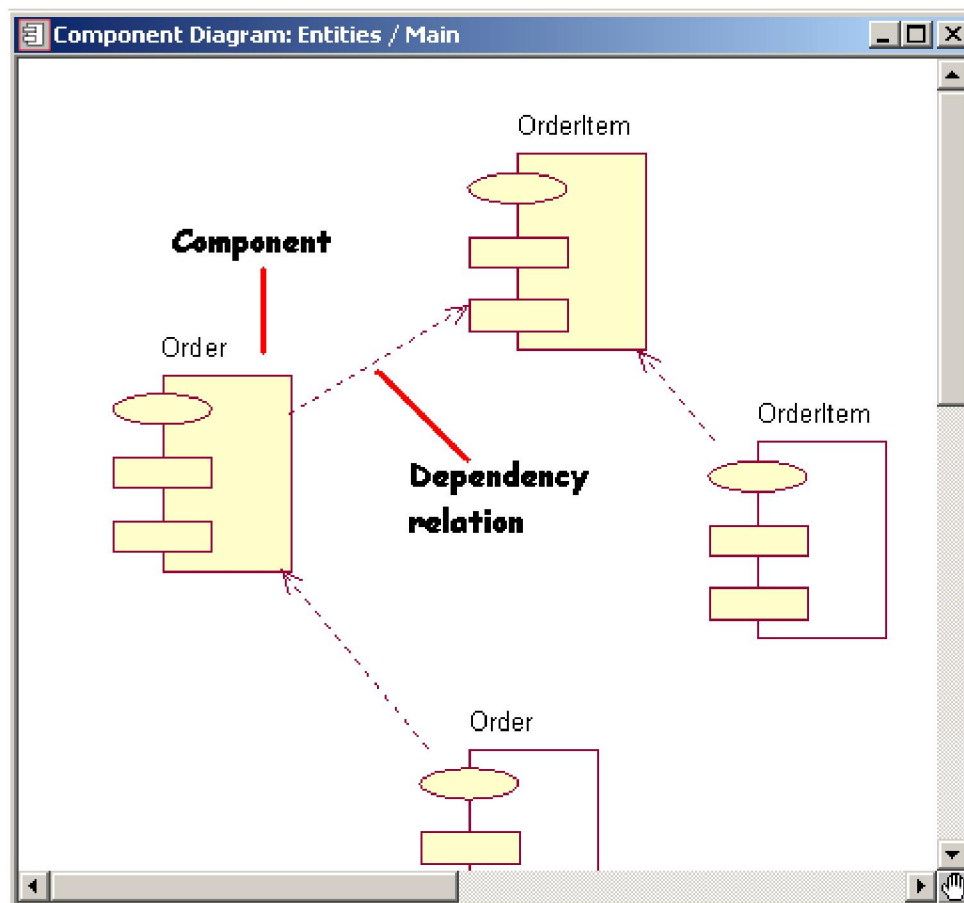 Component Diagram: Entities / Main
OrderItem
Component
Order
OrderItem
Dependency
relation
Order